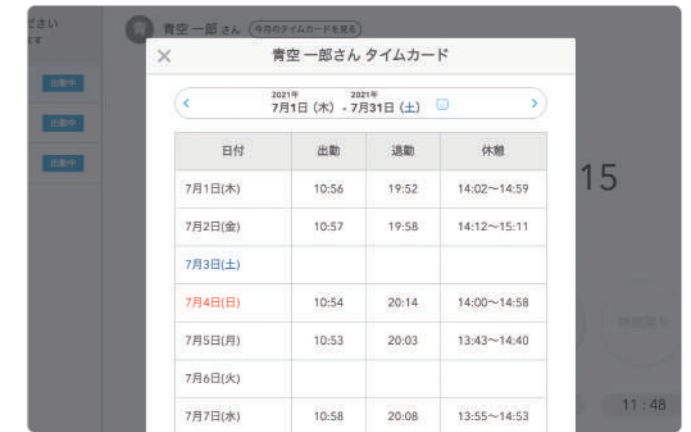 ださい
ます
青 青空 一郎 さん 今月のタイムカードを見る
出勤中
出勤中
出勤中
青空 一郎さん タイムカード
2021年 2021年
7月1日（木） - 7月31日（土）
日付 出勤 退勤 休憩
7月1日(木) 10:56 19:52 14:02〜14:59
7月2日(金) 10:57 19:58 14:12〜15:11
7月3日(土)
7月4日(日) 10:54 20:14 14:00〜14:58
7月5日(月) 10:53 20:03 13:43〜14:40
7月6日(火)
7月7日(水) 10:58 20:08 13:55〜14:53
15
11 : 48